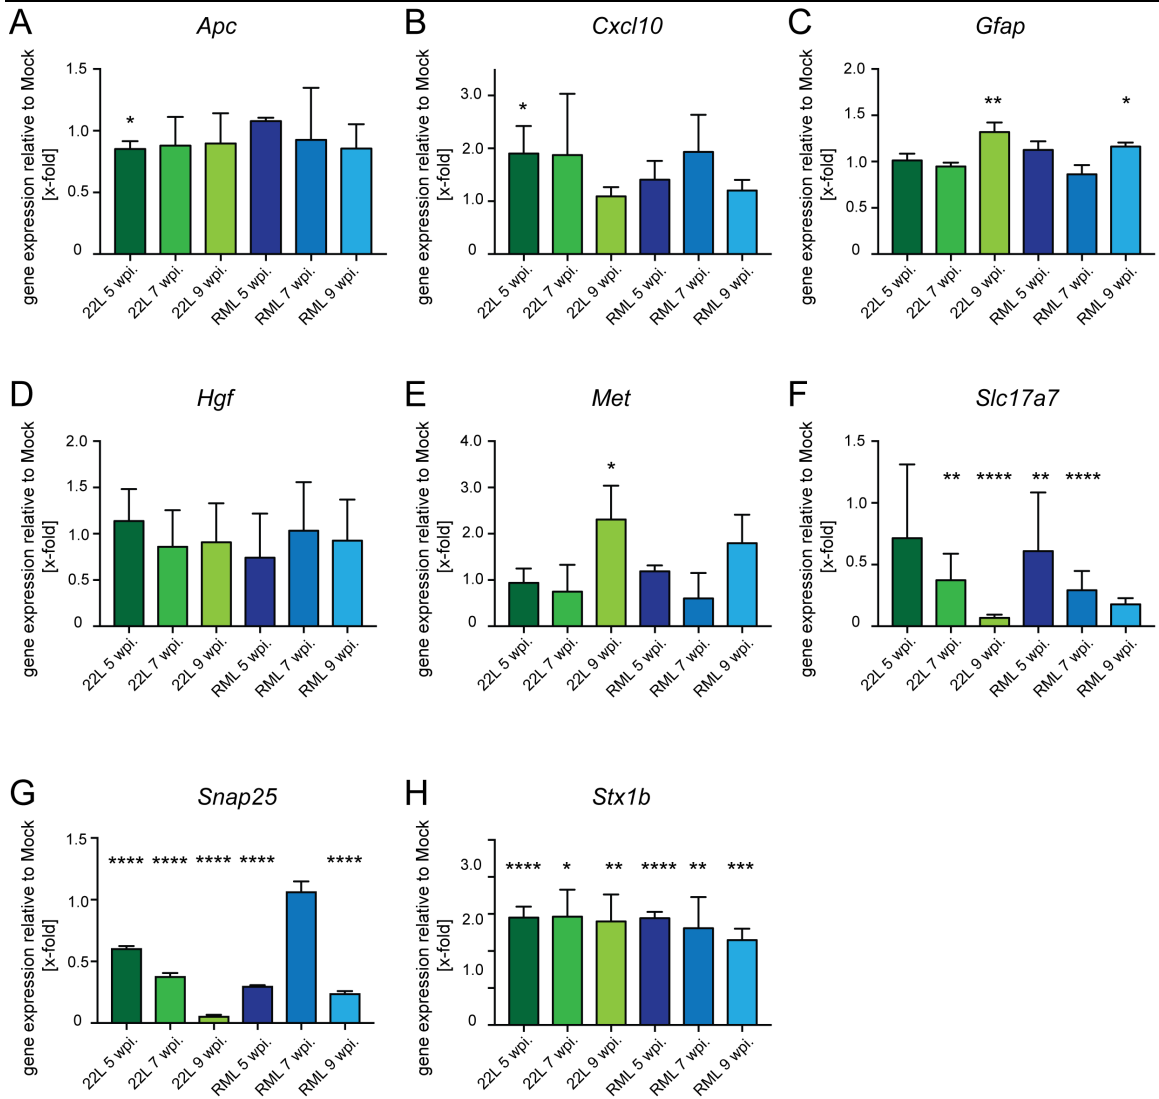 A
Apc
gene expression relative to Mock
[x-fold]
1.5
1.0
0.5
0
*
22L 5 wpi.
22L 7 wpi.
22L 9 wpi.
RML 5 wpi.
RML 7 wpi.
RML 9 wpi.
B
Cxcl10
gene expression relative to Mock
[x-fold]
3.0
2.0
1.0
0
*
22L 5 wpi.
22L 7 wpi.
22L 9 wpi.
RML 5 wpi.
RML 7 wpi.
RML 9 wpi.
C
Gfap
gene expression relative to Mock
[x-fold]
2.0
1.5
1.0
0.5
0
** *
22L 5 wpi.
22L 7 wpi.
22L 9 wpi.
RML 5 wpi.
RML 7 wpi.
RML 9 wpi.
D
Hgf
gene expression relative to Mock
[x-fold]
2.0
1.5
1.0
0.5
0
22L 5 wpi.
22L 7 wpi.
22L 9 wpi.
RML 5 wpi.
RML 7 wpi.
RML 9 wpi.
E
Met
gene expression relative to Mock
[x-fold]
4.0
3.0
2.0
1.0
0
*
22L 5 wpi.
22L 7 wpi.
22L 9 wpi.
RML 5 wpi.
RML 7 wpi.
RML 9 wpi.
F
Slc17a7
gene expression relative to Mock
[x-fold]
1.5
1.0
0.5
0
** **** ** ****
22L 5 wpi.
22L 7 wpi.
22L 9 wpi.
RML 5 wpi.
RML 7 wpi.
RML 9 wpi.
G
Snap25
gene expression relative to Mock
[x-fold]
1.5
1.0
0.5
0
**** **** **** **** ****
22L 5 wpi.
22L 7 wpi.
22L 9 wpi.
RML 5 wpi.
RML 7 wpi.
RML 9 wpi.
H
Stx1b
gene expression relative to Mock
[x-fold]
3.0
2.0
1.0
0
**** * ** **** ** ***
22L 5 wpi.
22L 7 wpi.
22L 9 wpi.
RML 5 wpi.
RML 7 wpi.
RML 9 wpi.